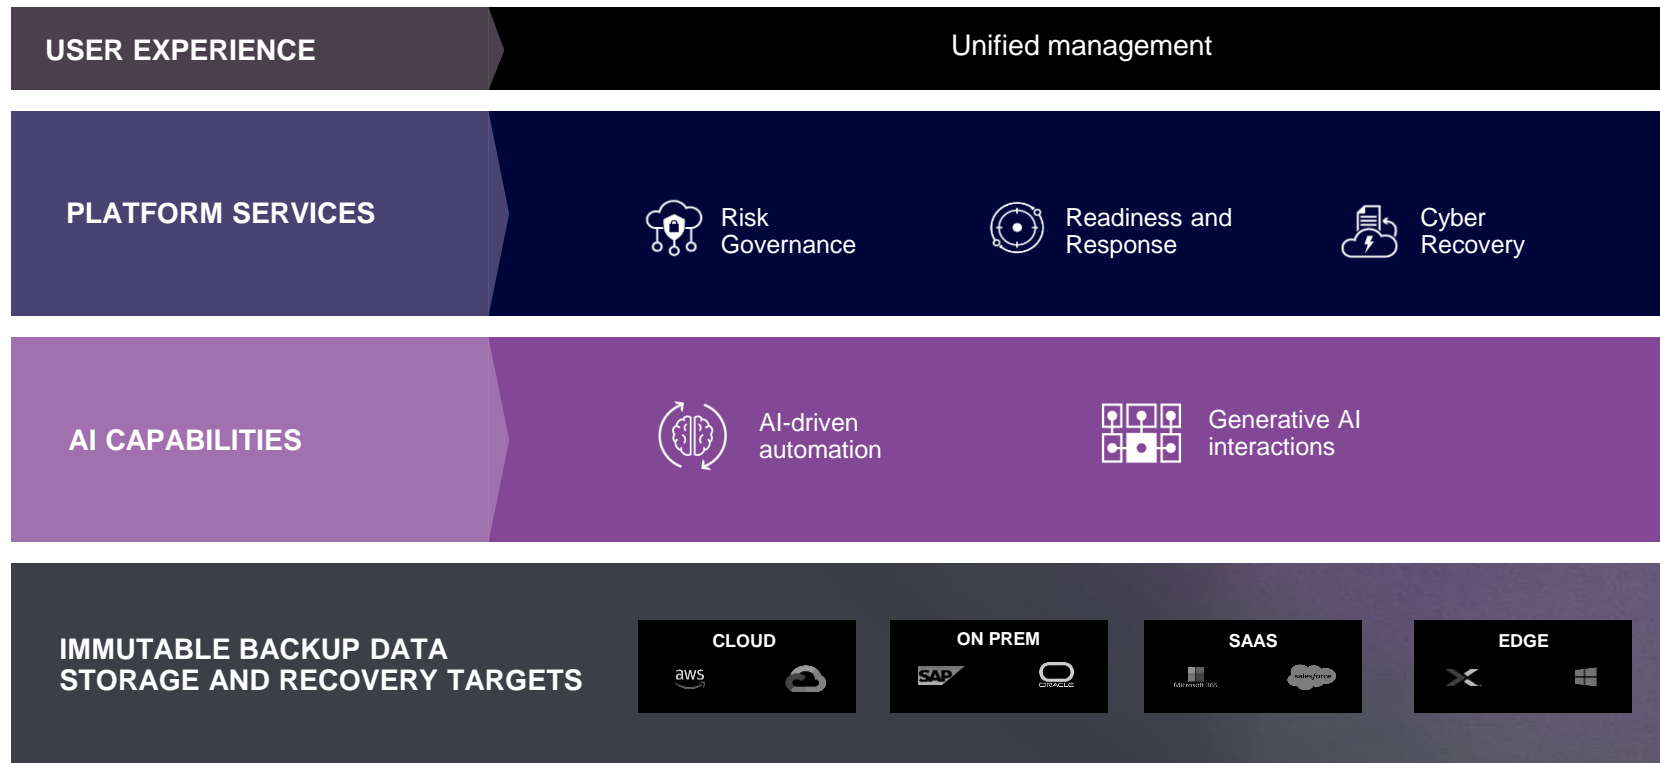 USER EXPERIENCE
Unified management
PLATFORM SERVICES
Risk
Governance
Readiness and
Response
Cyber
Recovery
AI CAPABILITIES
AI-driven
automation
Generative AI
interactions
IMMUTABLE BACKUP DATA
STORAGE AND RECOVERY TARGETS
CLOUD
aws
ON PREM
SAP
ORACLE
SAAS
Microsoft 365
salesforce
EDGE